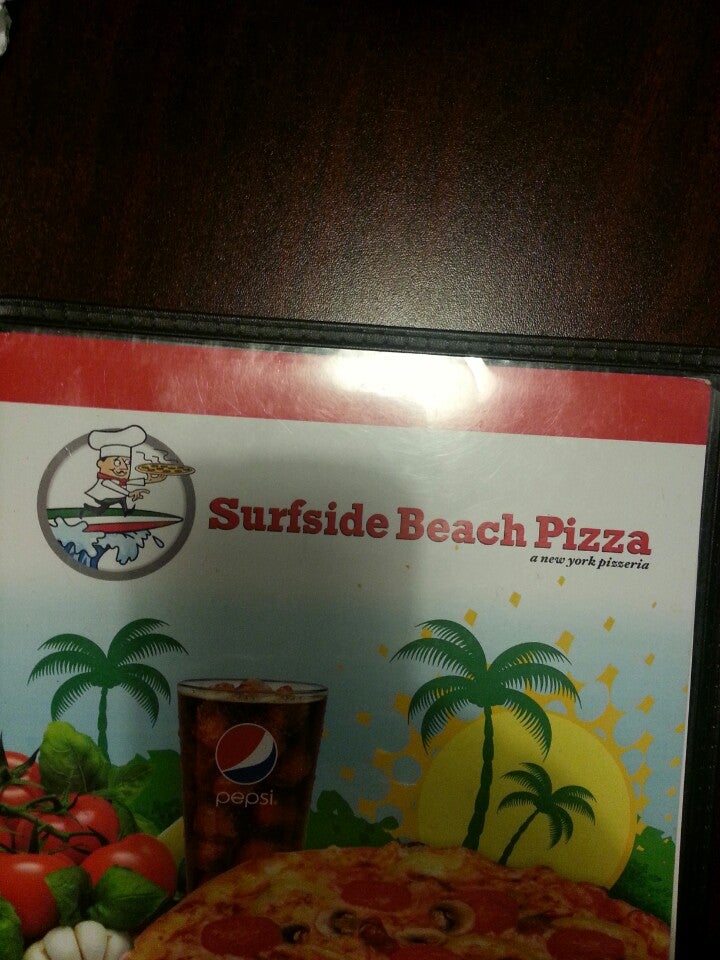 Surfside Beach Pizza
a new york pizzeria
pepsi